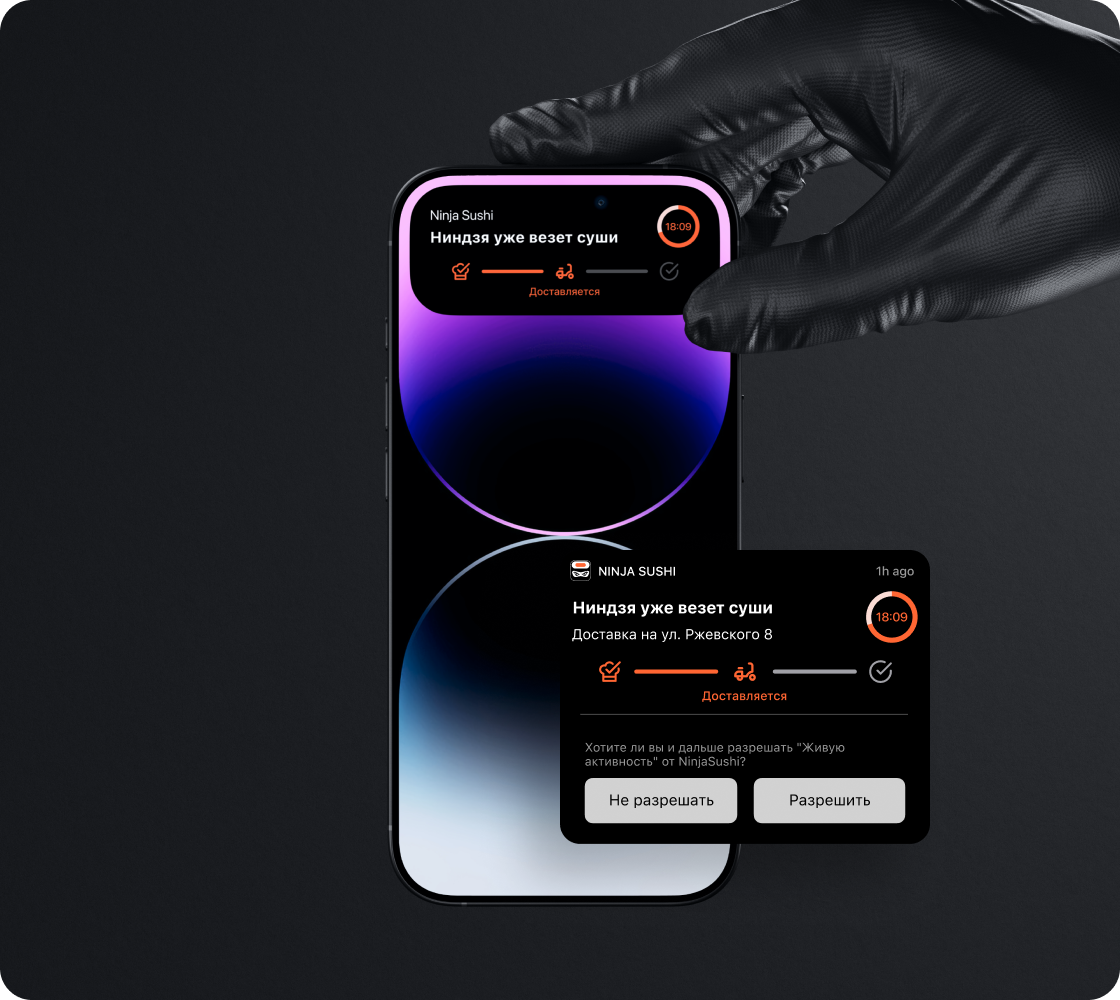 Ninja Sushi
Ниндзя уже везет суши
18:09
Доставляется
NINJA SUSHI
1h ago
Ниндзя уже везет суши
18:09
Доставка на ул. Ржевского 8
Доставляется
Хотите ли вы и дальше разрешать "Живую
активность" от NinjaSushi?
Не разрешать
Разрешить